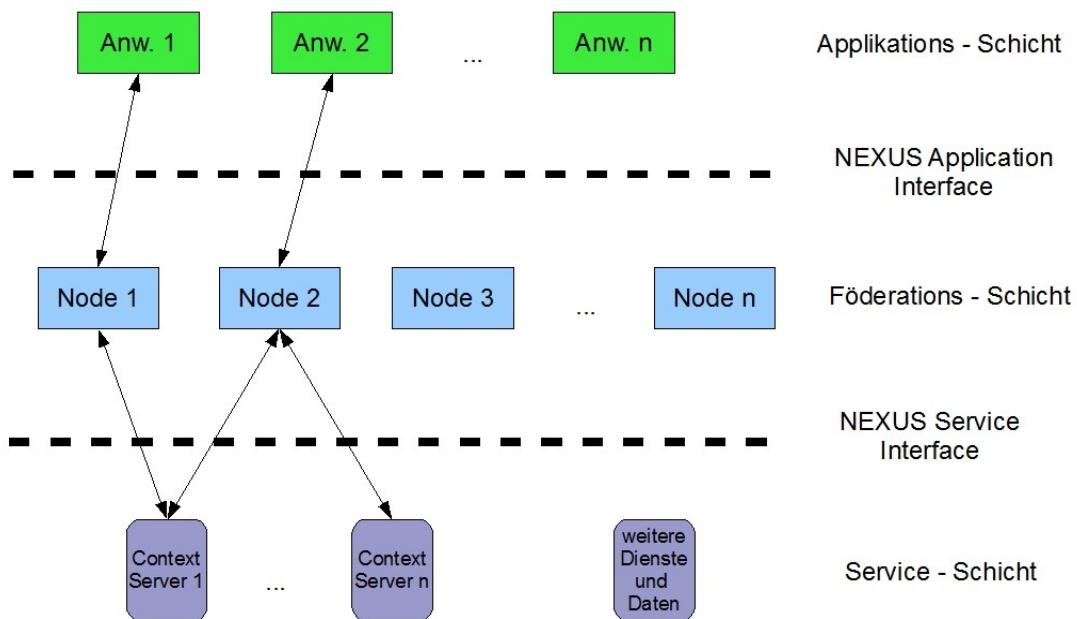 Anw. 1
Anw. 2
...
Anw. n
Applikations - Schicht
NEXUS Application
Interface
Node 1
Node 2
Node 3
...
Node n
Föderations - Schicht
NEXUS Service
Interface
Context
Server 1
...
Context
Server n
weitere
Dienste
und
Daten
Service - Schicht